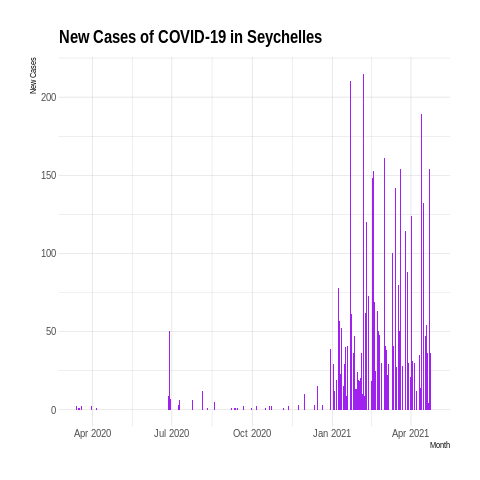 New Cases of COVID-19 in Seychelles
New Cases
200
150
100
50
0
Apr 2020 Jul 2020 Oct 2020 Jan 2021 Apr 2021
Month